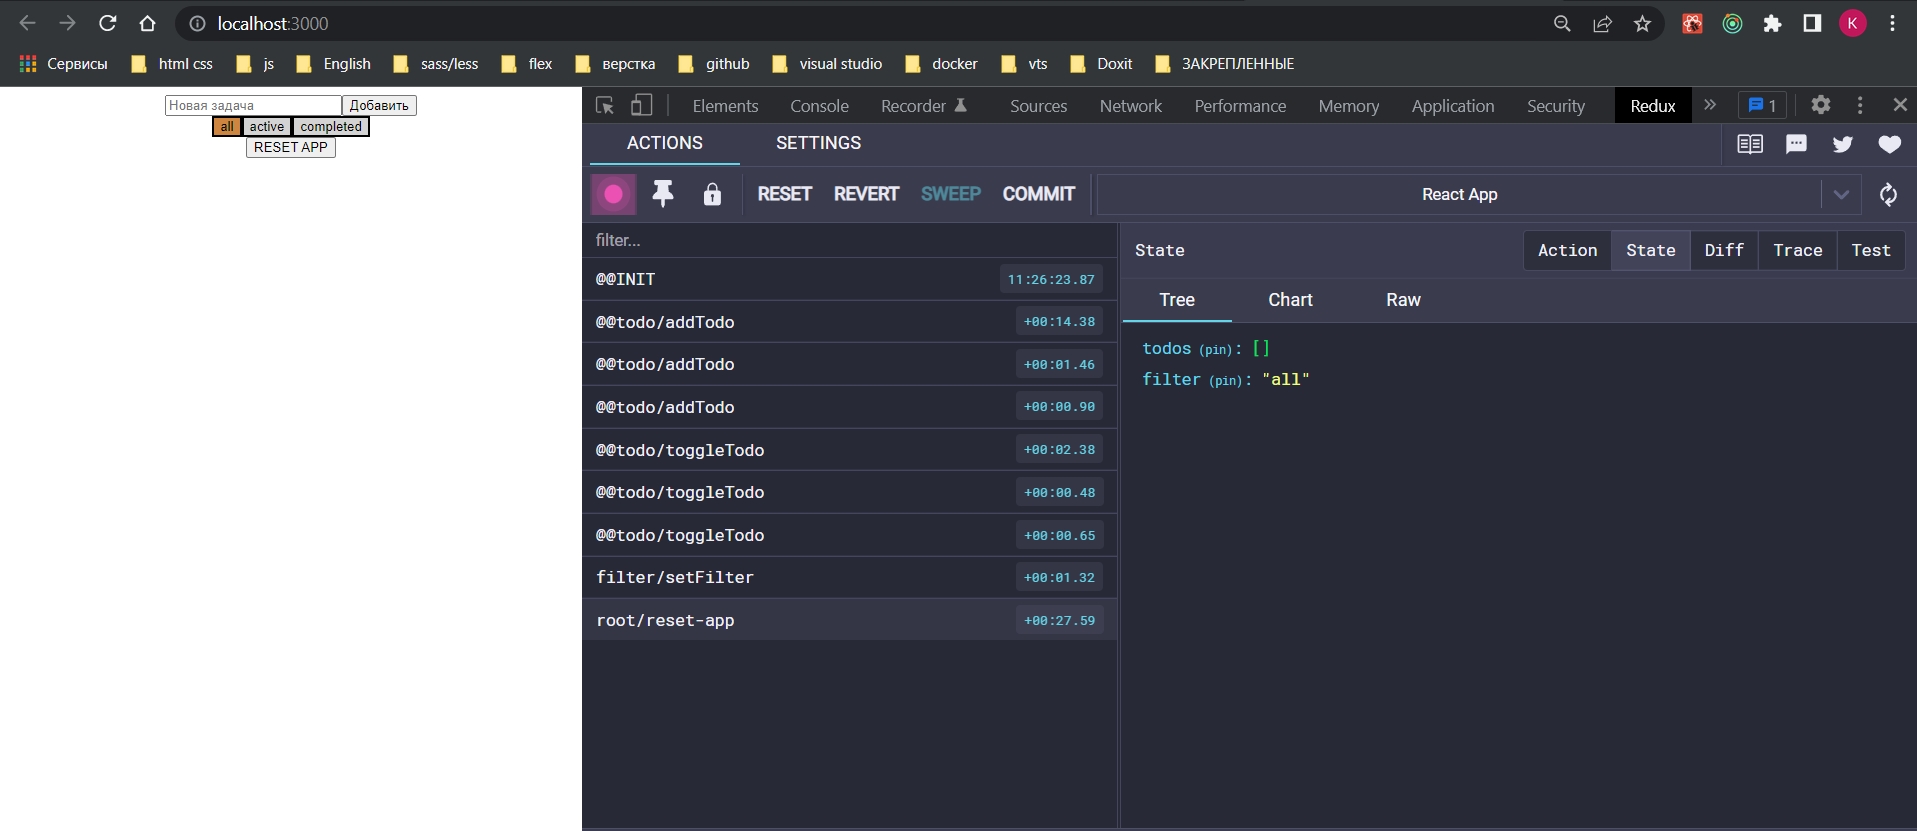 localhost:3000
K
Сервисы html css js English sass/less flex верстка github visual studio docker vts Doxit ЗАКРЕПЛЕННЫЕ
Новая задача Добавить
all active completed
RESET APP
Elements Console Recorder Sources Network Performance Memory Application Security Redux » 1
ACTIONS SETTINGS
RESET REVERT SWEEP COMMIT React App
filter...
@@INIT 11:26:23.87
@@todo/addTodo +00:14.38
@@todo/addTodo +00:01.46
@@todo/addTodo +00:00.90
@@todo/toggleTodo +00:02.38
@@todo/toggleTodo +00:00.48
@@todo/toggleTodo +00:00.65
filter/setFilter +00:01.32
root/reset-app +00:27.59
State Action State Diff Trace Test
Tree Chart Raw
todos (pin): []
filter (pin): "all"